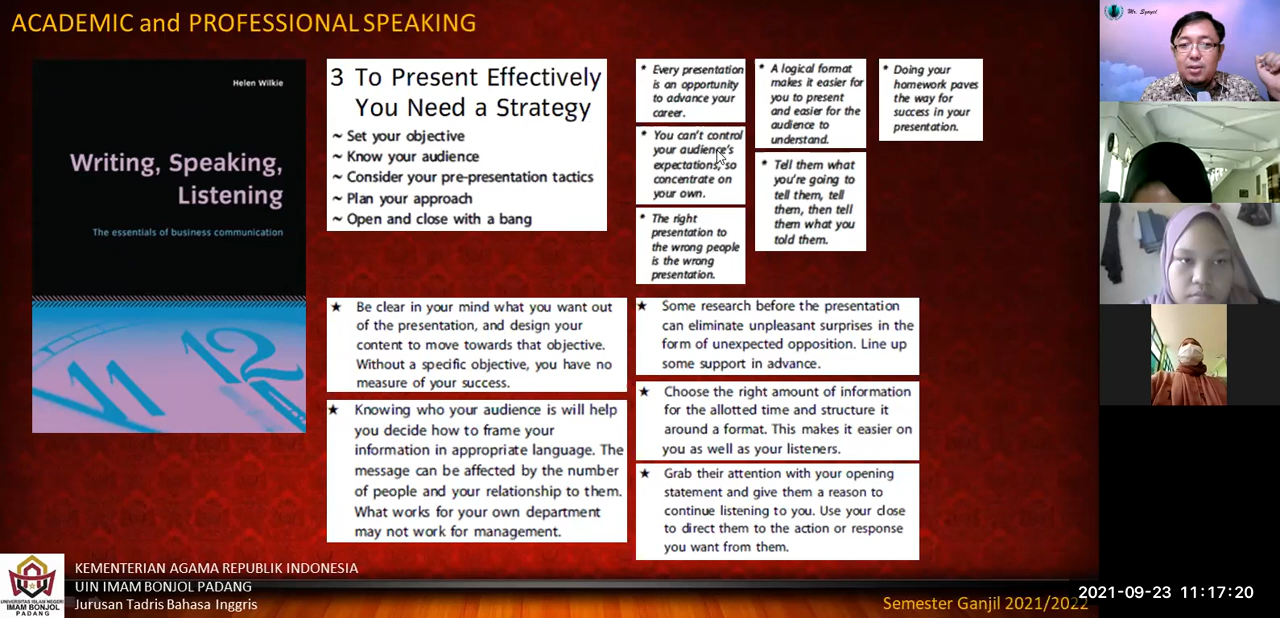 ACADEMIC and PROFESSIONAL SPEAKING
Helen Wilkie
Writing, Speaking,
Listening
The essentials of business communication
11 12
3 To Present Effectively
You Need a Strategy
~ Set your objective
~ Know your audience
~ Consider your pre-presentation tactics
~ Plan your approach
~ Open and close with a bang
* Every presentation
is an opportunity
to advance your
career.
* You can't control
your audience's
expectations, so
concentrate on
your own.
* The right
presentation to
the wrong people
is the wrong
presentation.
* A logical format
makes it easier for
you to present
and easier for the
audience to
understand.
* Tell them what
you're going to
tell them, tell
them, then tell
them what you
told them.
* Doing your
homework paves
the way for
success in your
presentation.
★ Be clear in your mind what you want out
of the presentation, and design your
content to move towards that objective.
Without a specific objective, you have no
measure of your success.
★ Knowing who your audience is will help
you decide how to frame your
information in appropriate language. The
message can be affected by the number
of people and your relationship to them.
What works for your own department
may not work for management.
★ Some research before the presentation
can eliminate unpleasant surprises in the
form of unexpected opposition. Line up
some support in advance.
★ Choose the right amount of information
for the allotted time and structure it
around a format. This makes it easier on
you as well as your listeners.
★ Grab their attention with your opening
statement and give them a reason to
continue listening to you. Use your close
to direct them to the action or response
you want from them.
Mr. Syayid
UNIVERSITAS ISLAM NEGERI
IMAM BONJOL
PADANG
KEMENTERIAN AGAMA REPUBLIK INDONESIA
UIN IMAM BONJOL PADANG
Jurusan Tadris Bahasa Inggris
Semester Ganjil 2021/2022
2021-09-23 11:17:20